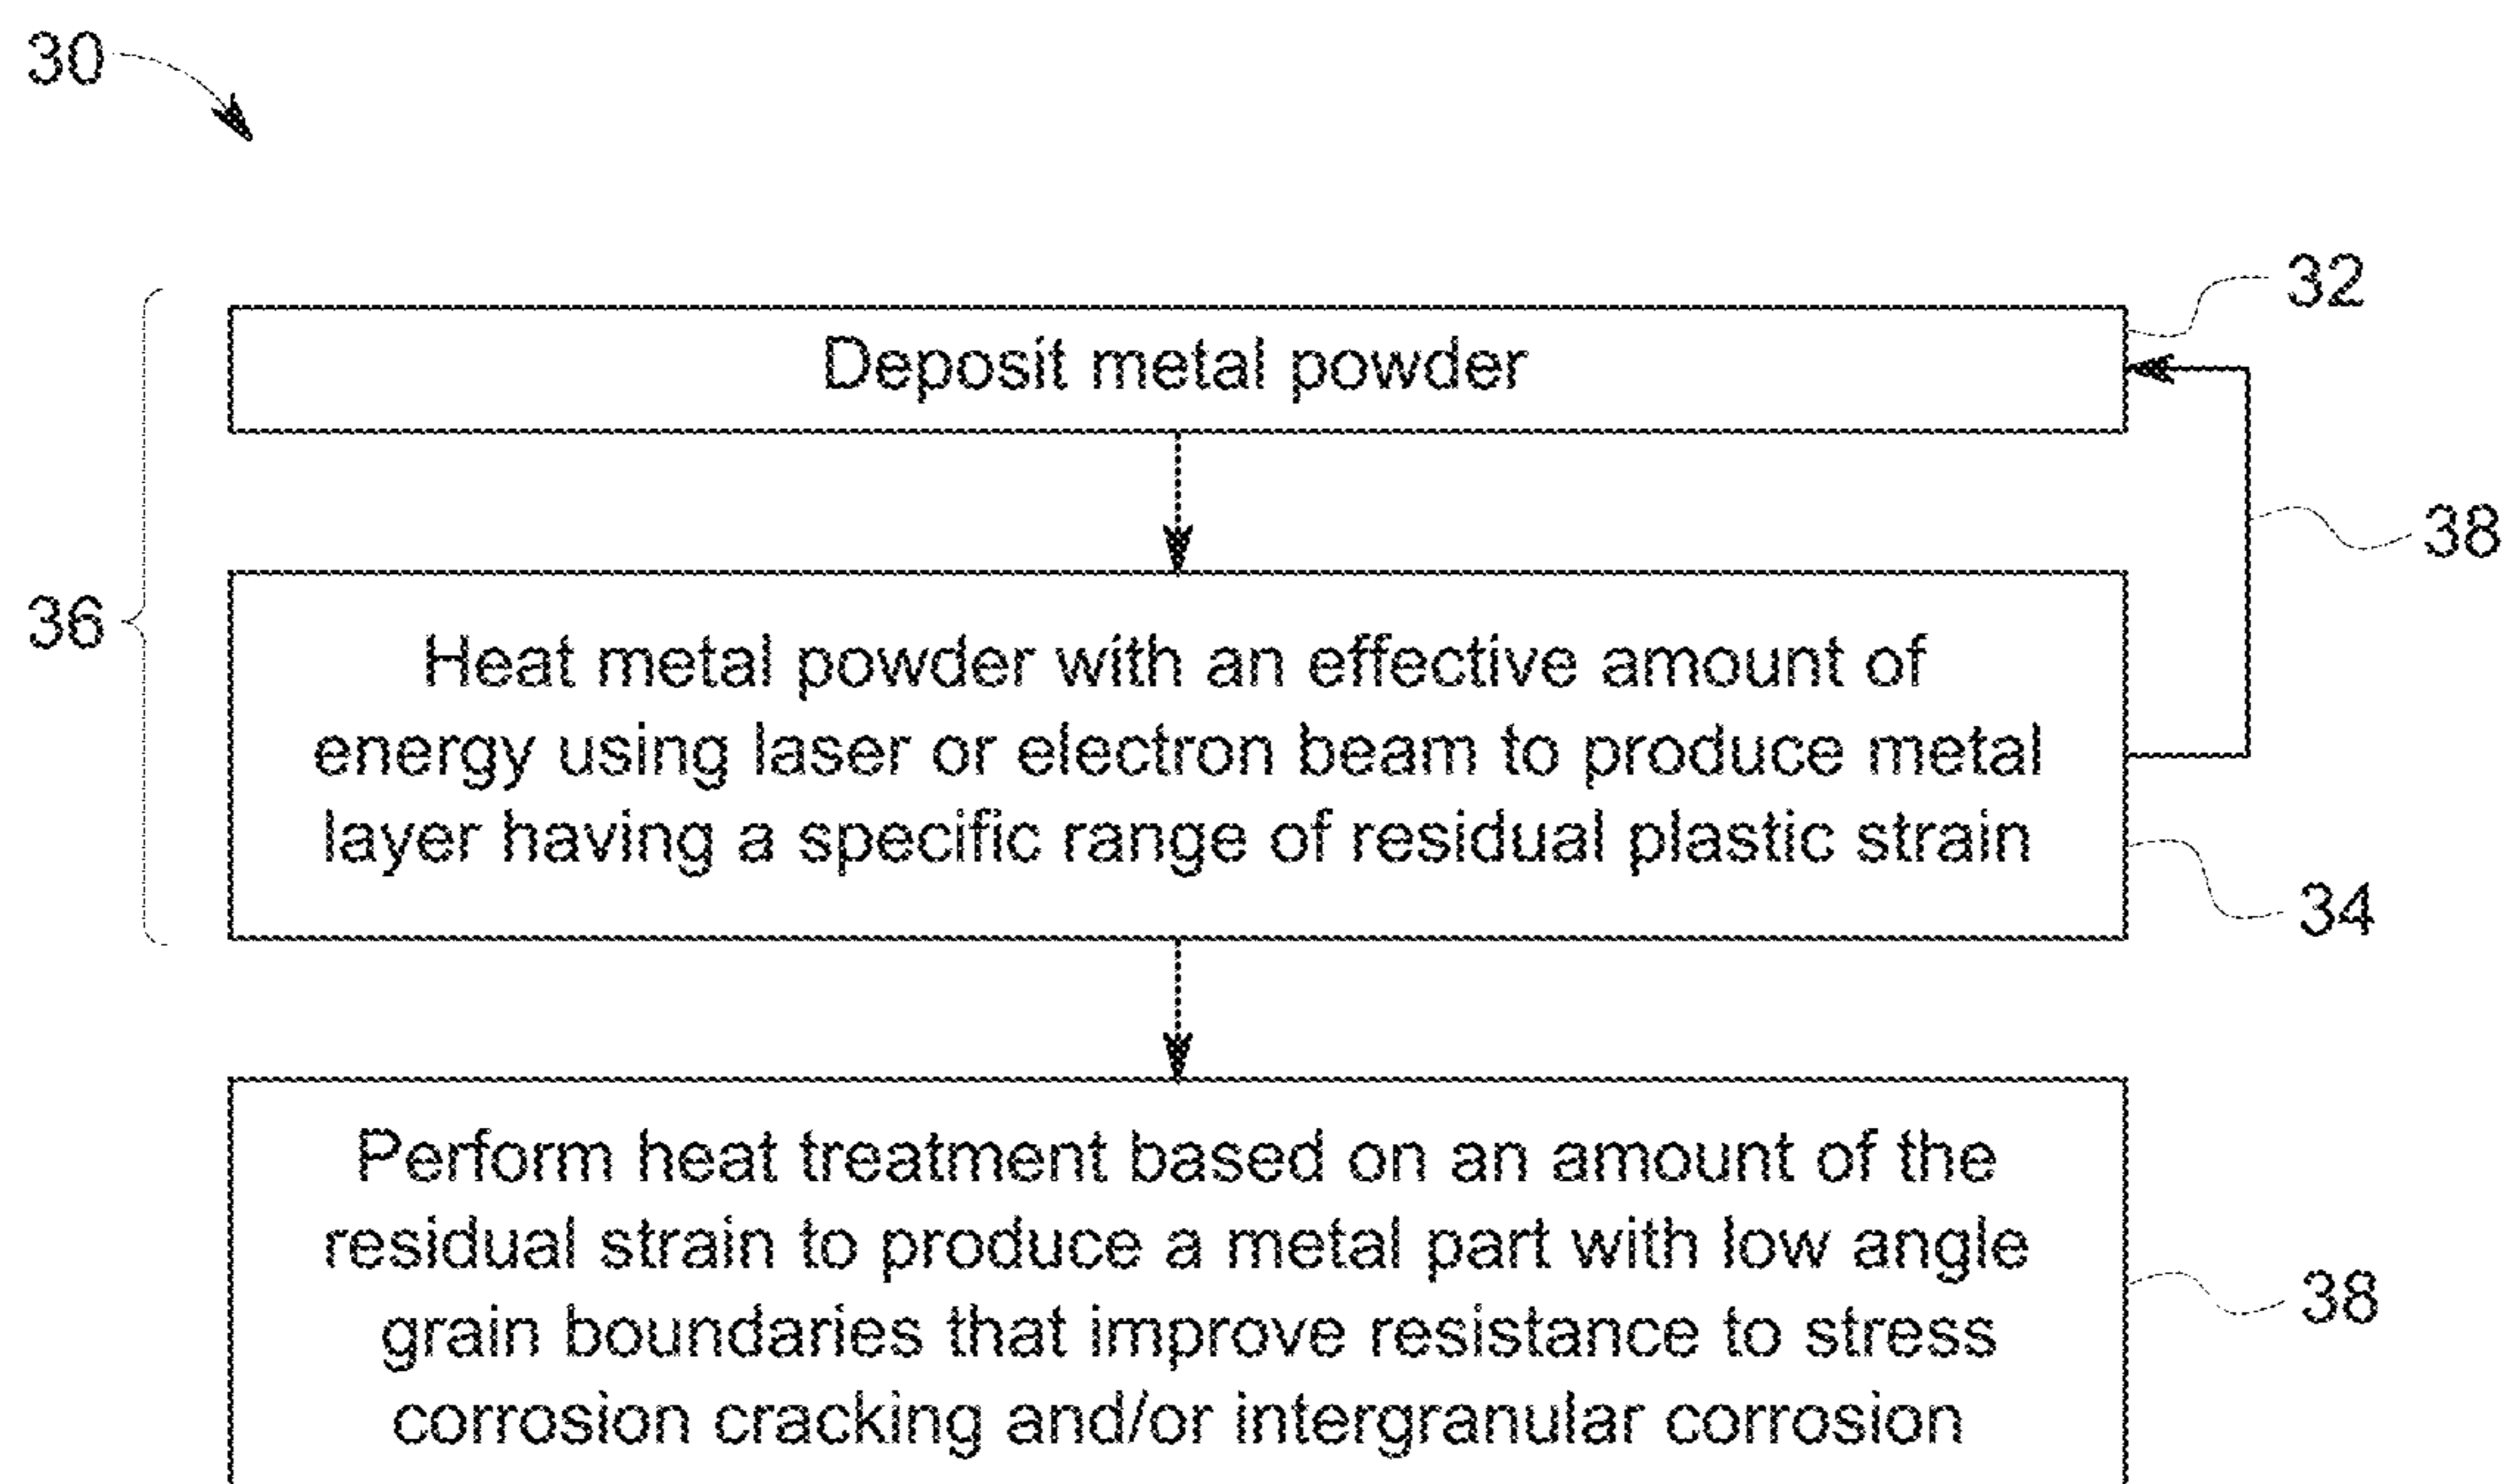 30
32
Deposit metal powder
38
36
Heat metal powder with an effective amount of
energy using laser or electron beam to produce metal
layer having a specific range of residual plastic strain
34
Perform heat treatment based on an amount of the
residual strain to produce a metal part with low angle
grain boundaries that improve resistance to stress
corrosion cracking and/or intergranular corrosion
38